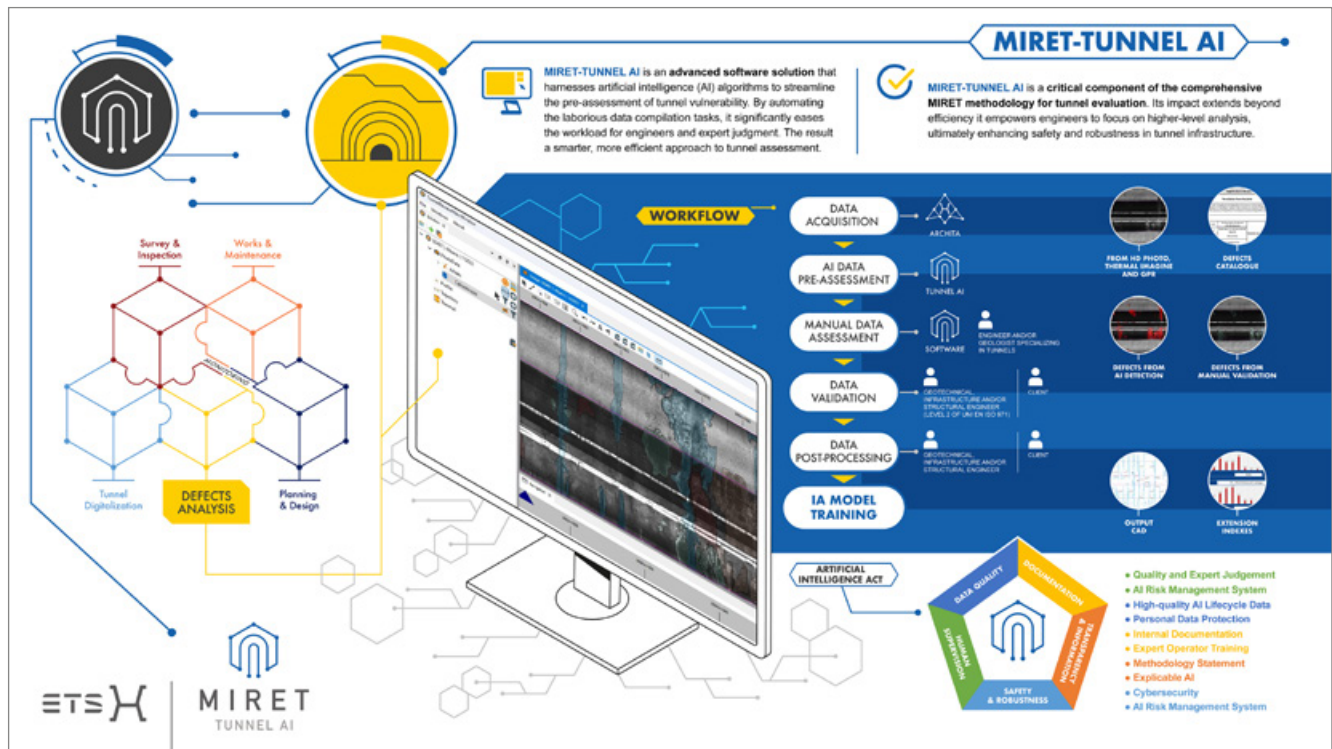 MIRET-TUNNEL AI
MIRET-TUNNEL AI is an advanced software solution that
harnesses artificial intelligence (AI) algorithms to streamline
the pre-assessment of tunnel vulnerability. By automating
the laborious data compilation tasks, it significantly eases
the workload for engineers and expert judgment. The result
a smarter, more efficient approach to tunnel assessment.
MIRET-TUNNEL AI is a critical component of the comprehensive
MIRET methodology for tunnel evaluation. Its impact extends beyond
efficiency it empowers engineers to focus on higher-level analysis,
ultimately enhancing safety and robustness in tunnel infrastructure.
Survey &
Inspection
Works &
Maintenance
MONITORING
Tunnel
Digitalization
DEFECTS
ANALYSIS
Planning
& Design
WORKFLOW
DATA
ACQUISITION
ARCHITA
AI DATA
PRE-ASSESSMENT
TUNNEL AI
MANUAL DATA
ASSESSMENT
SOFTWARE
ENGINEER AND/OR
GEOLOGIST SPECIALIZING
IN TUNNELS
DATA
VALIDATION
GEOTECHNICAL,
INFRASTRUCTURE AND/OR
STRUCTURAL ENGINEER
(LEVEL 2 OF UNI EN ISO 971)
CLIENT
DATA
POST-PROCESSING
GEOTECHNICAL,
INFRASTRUCTURE AND/OR
STRUCTURAL ENGINEER
CLIENT
IA MODEL
TRAINING
FROM HD PHOTO,
THERMAL IMAGINE
AND GPR
DEFECTS
CATALOGUE
DEFECTS FROM
AI DETECTION
DEFECTS FROM
MANUAL VALIDATION
OUTPUT
CAD
EXTENSION
INDEXES
ARTIFICIAL
INTELLIGENCE ACT
DATA QUALITY
DOCUMENTATION
TRANSPARENCY
& INFORMATION
SAFETY
& ROBUSTNESS
HUMAN
SUPERVISION
• Quality and Expert Judgement
• AI Risk Management System
• High-quality AI Lifecycle Data
• Personal Data Protection
• Internal Documentation
• Expert Operator Training
• Methodology Statement
• Explicable AI
• Cybersecurity
• AI Risk Management System
ETS
MIRET
TUNNEL AI